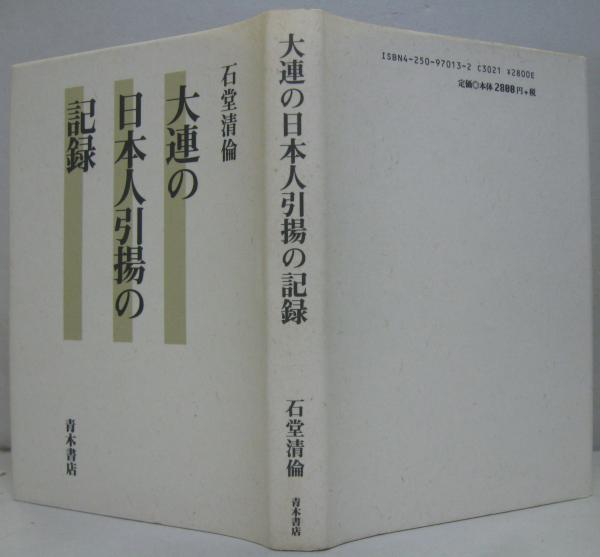 石堂清倫
大連の
日本人引揚の
記録
青木書店
大連の日本人引揚の記録
石堂清倫
青木書店
ISBN4-250-97013-2 C3021 ¥2800E
定価◎本体2800円+税